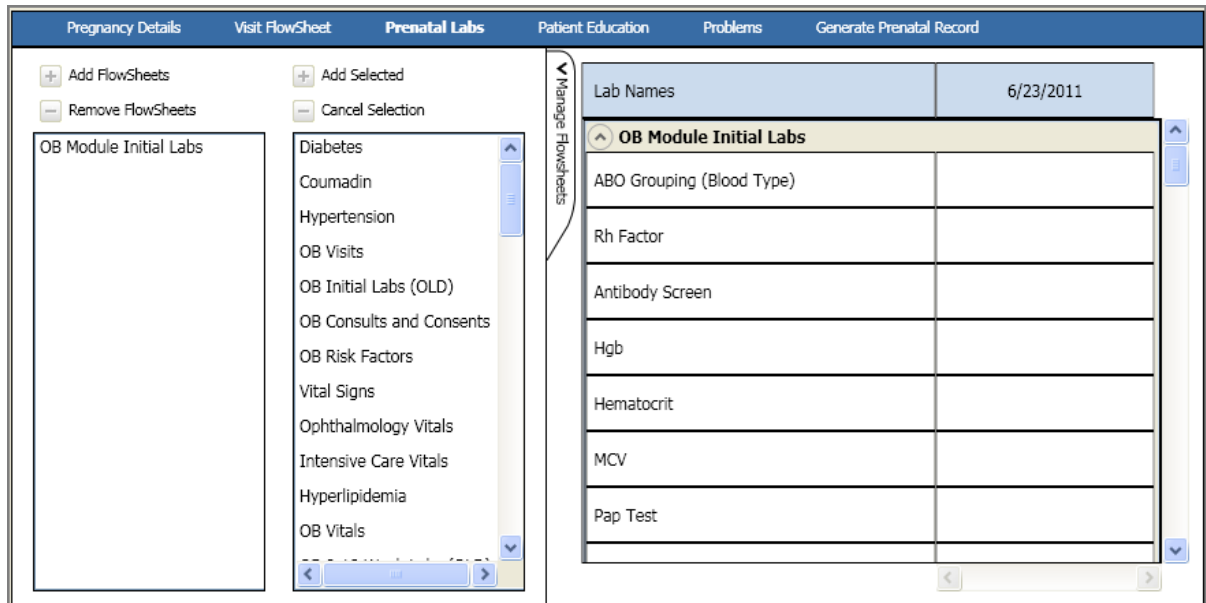 Pregnancy Details Visit FlowSheet Prenatal Labs Patient Education Problems Generate Prenatal Record
Add FlowSheets
Remove FlowSheets
OB Module Initial Labs
Add Selected
Cancel Selection
Diabetes
Coumadin
Hypertension
OB Visits
OB Initial Labs (OLD)
OB Consults and Consents
OB Risk Factors
Vital Signs
Ophthalmology Vitals
Intensive Care Vitals
Hyperlipidemia
OB Vitals
Manage Flowsheets
Lab Names 6/23/2011
OB Module Initial Labs
ABO Grouping (Blood Type)
Rh Factor
Antibody Screen
Hgb
Hematocrit
MCV
Pap Test